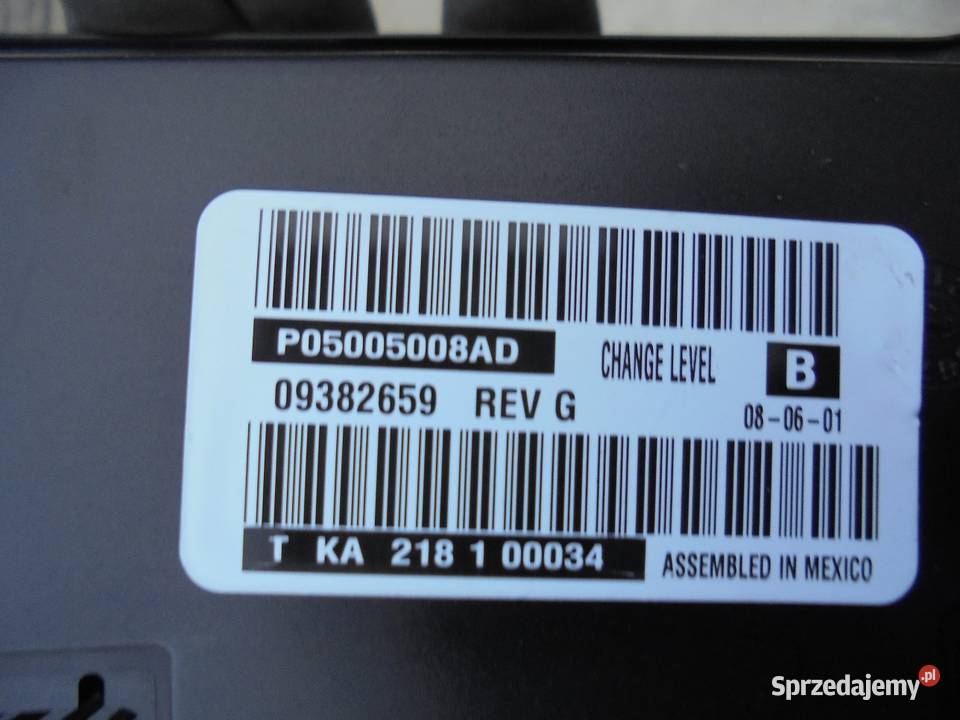 P05005008AD
CHANGE LEVEL B
09382659 REV G
08-06-01
T KA 218 1 00034
ASSEMBLED IN MEXICO
Sprzedajemy.pl